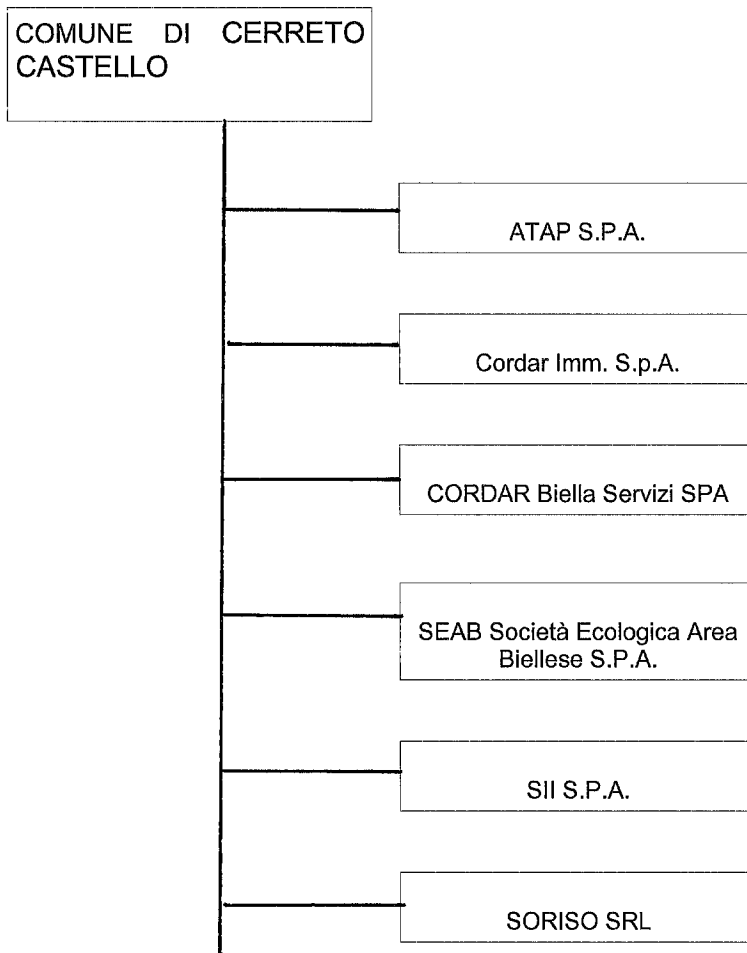 COMUNE DI CERRETO
CASTELLO
ATAP S.P.A.
Cordar Imm. S.p.A.
CORDAR Biella Servizi SPA
SEAB Società Ecologica Area
Biellese S.P.A.
SII S.P.A.
SORISO SRL